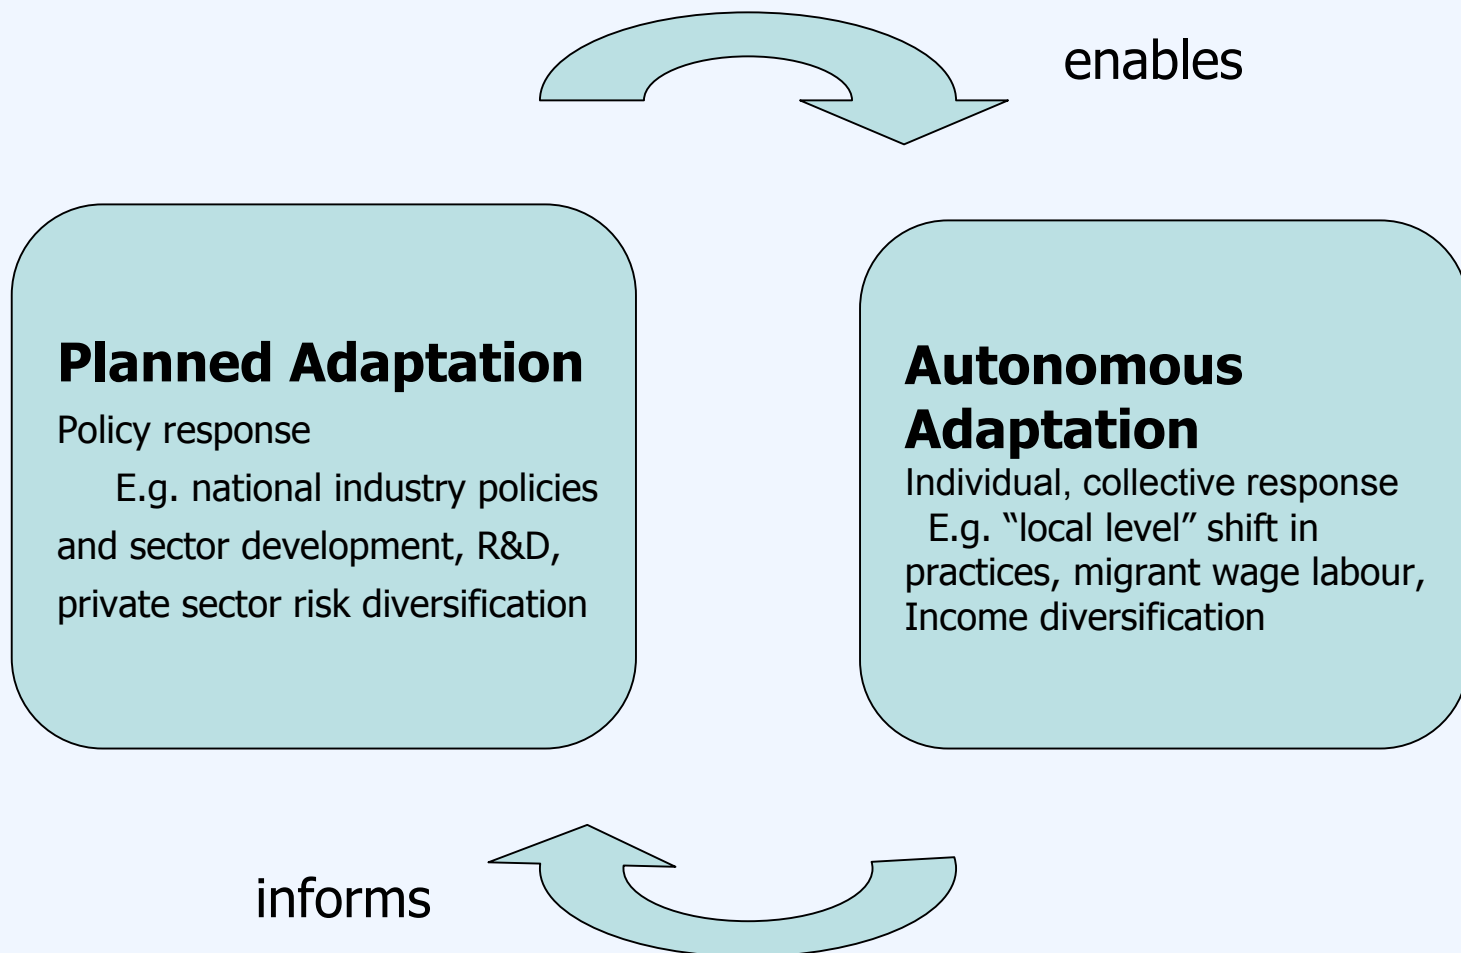 enables
Planned Adaptation
Policy response
E.g. national industry policies
and sector development, R&D,
private sector risk diversification
Autonomous
Adaptation
Individual, collective response
E.g. “local level” shift in
practices, migrant wage labour,
Income diversification
informs